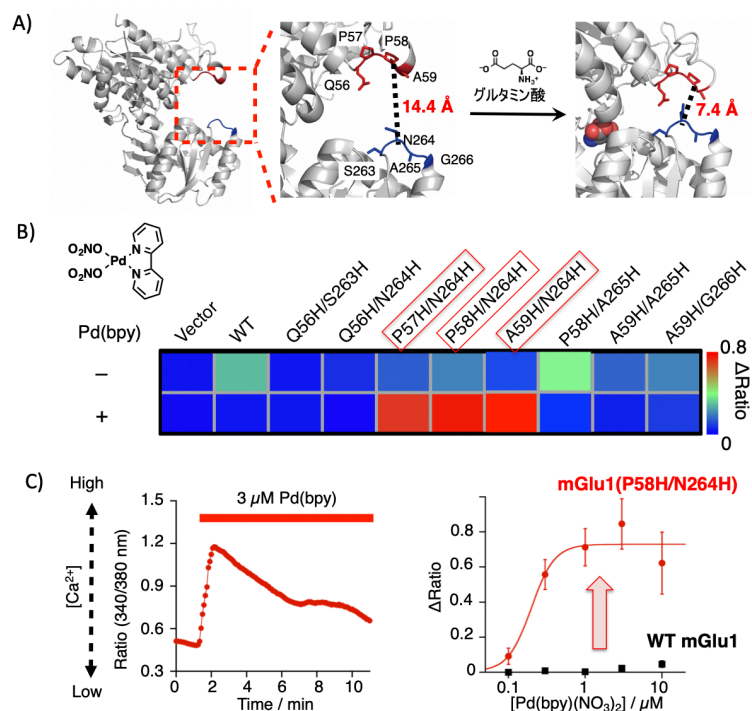 A)
P57
P58
Q56
A59
14.4 Å
N264
G266
S263
A265
⁻O
O
O
O⁻
NH₃⁺
グルタミン酸
7.4 Å
B)
O₂NO
O₂NO
Pd
N
N
Pd(bpy)
Vector
WT
Q56H/S263H
Q56H/N264H
P57H/N264H
P58H/N264H
A59H/N264H
P58H/A265H
A59H/A265H
A59H/G266H
−
+
0.8
0
ΔRatio
C)
High
[Ca²⁺]
Low
3 µM Pd(bpy)
Ratio (340/380 nm)
1.5
1.2
0.9
0.6
0.3
0 2 4 6 8 10
Time / min
mGlu1(P58H/N264H)
WT mGlu1
ΔRatio
0.8
0.6
0.4
0.2
0
0.1 1 10
[Pd(bpy)(NO₃)₂] / µM